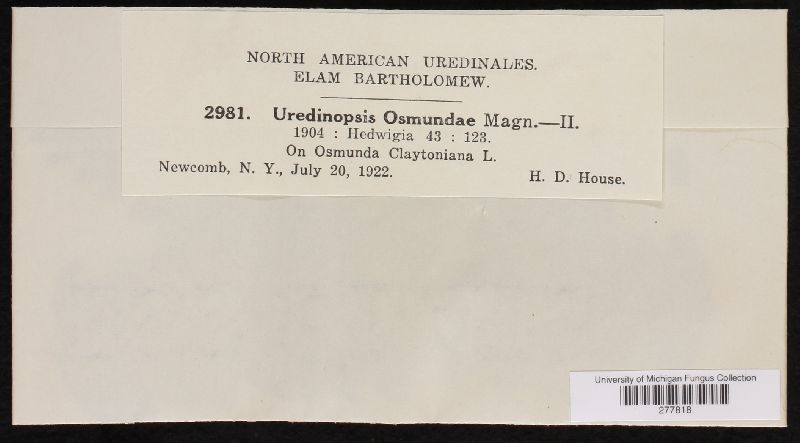 NORTH AMERICAN UREDINALES.
ELAM BARTHOLOMEW.
2981. Uredinopsis Osmundae Magn.—II.
1904 : Hedwigia 43 : 123.
On Osmunda Claytoniana L.
Newcomb, N. Y., July 20, 1922. H. D. House.
University of Michigan Fungus Collection
277818